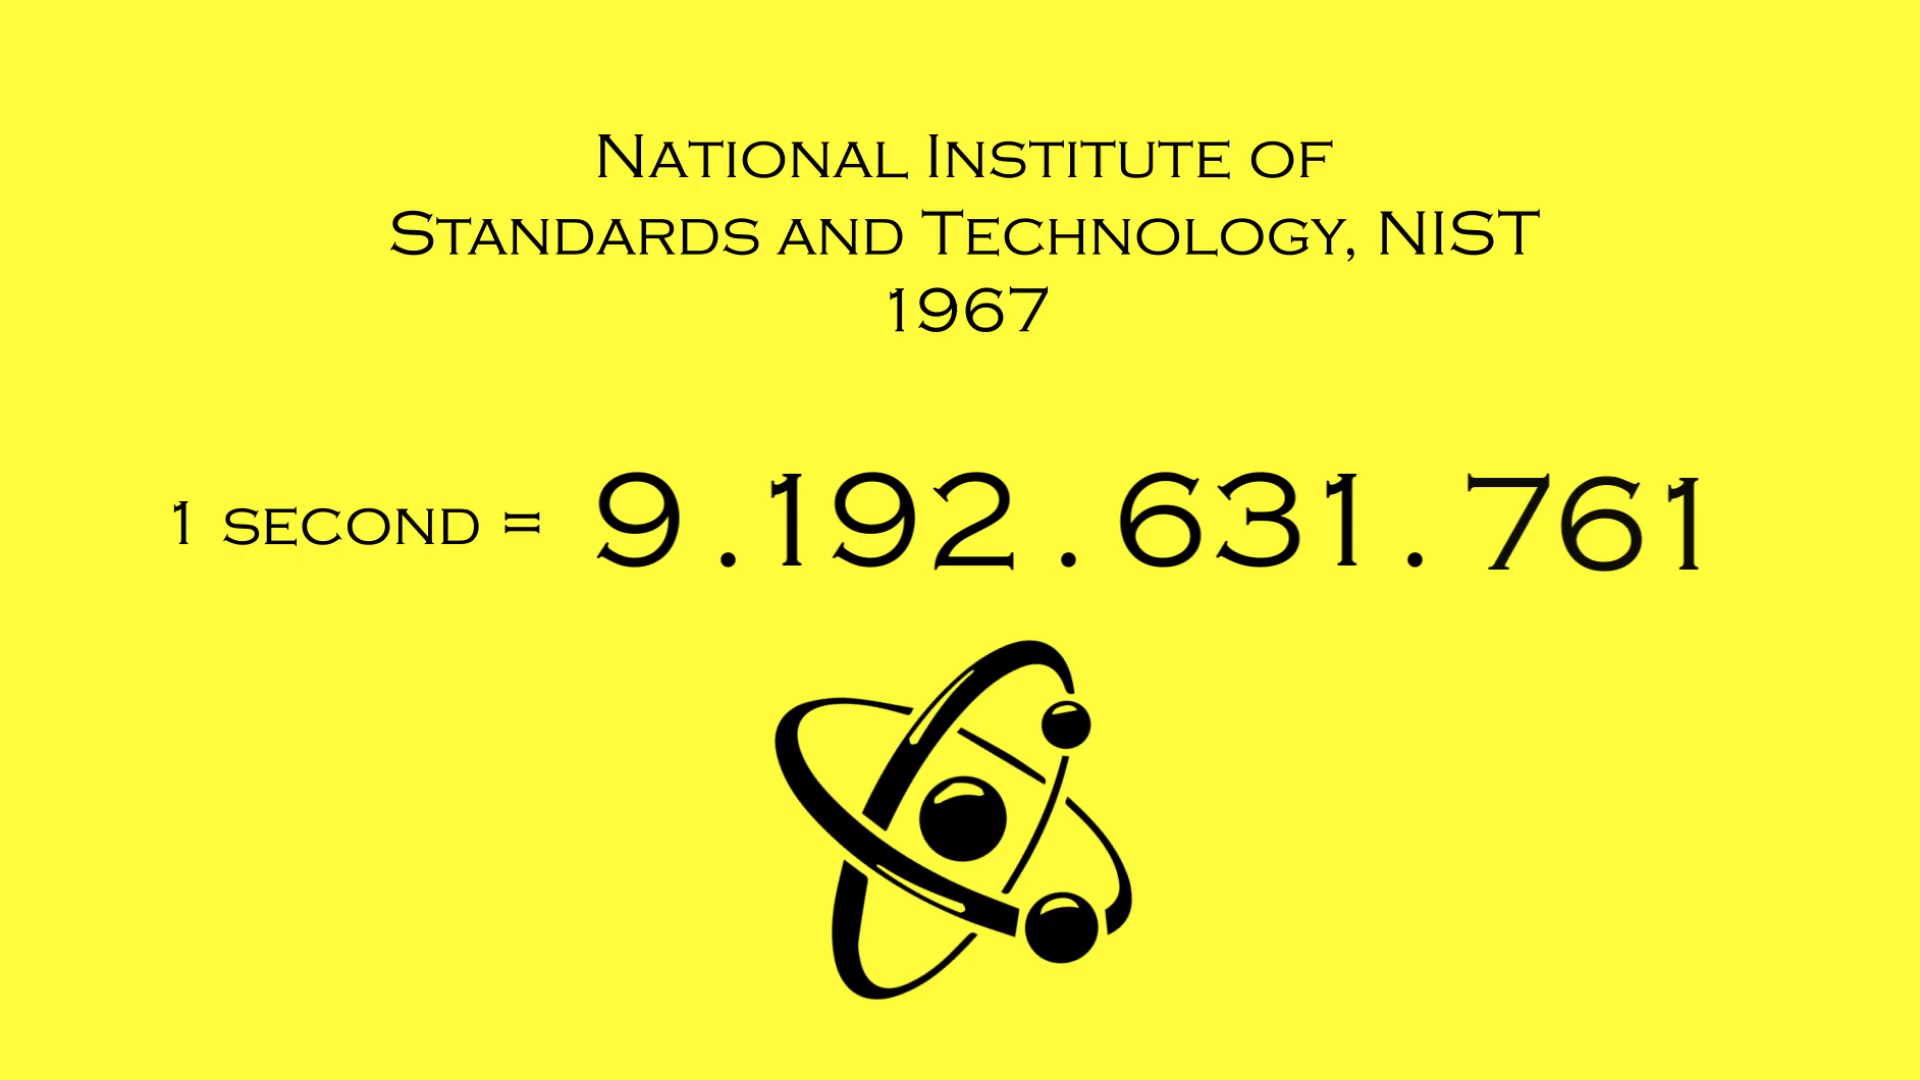 National Institute of
Standards and Technology, NIST
1967
1 second = 9.192.631.761